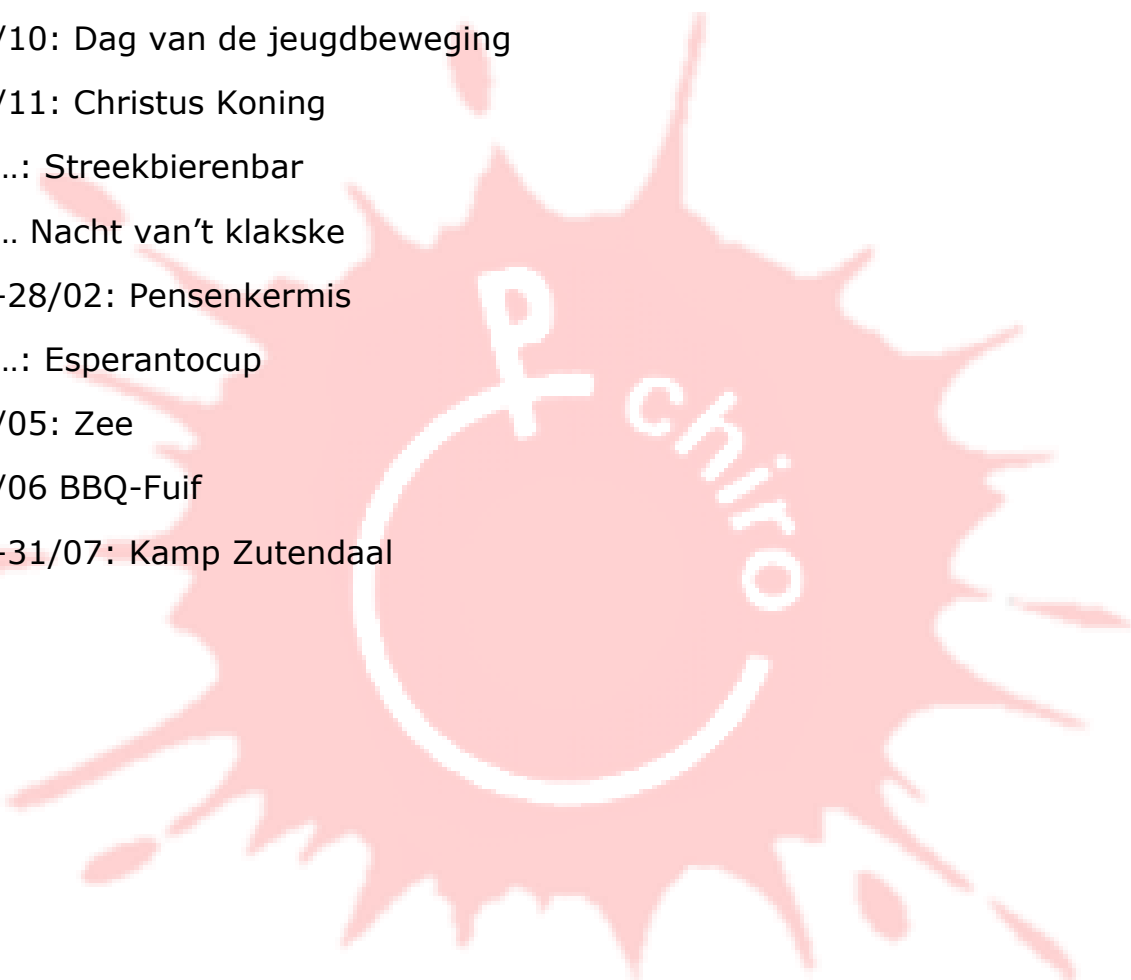 /10: Dag van de jeugdbeweging
/11: Christus Koning
…: Streekbierenbar
… Nacht van’t klakske
-28/02: Pensenkermis
…: Esperantocup
/05: Zee
/06 BBQ-Fuif
-31/07: Kamp Zutendaal
chiro